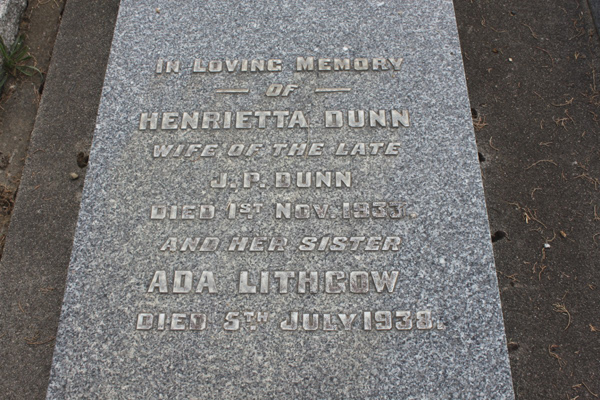 IN LOVING MEMORY
OF
HENRIETTA DUNN
WIFE OF THE LATE
J. P. DUNN
DIED 1ST NOV. 1933.
AND HER SISTER
ADA LITHGOW
DIED 5TH JULY 1938.